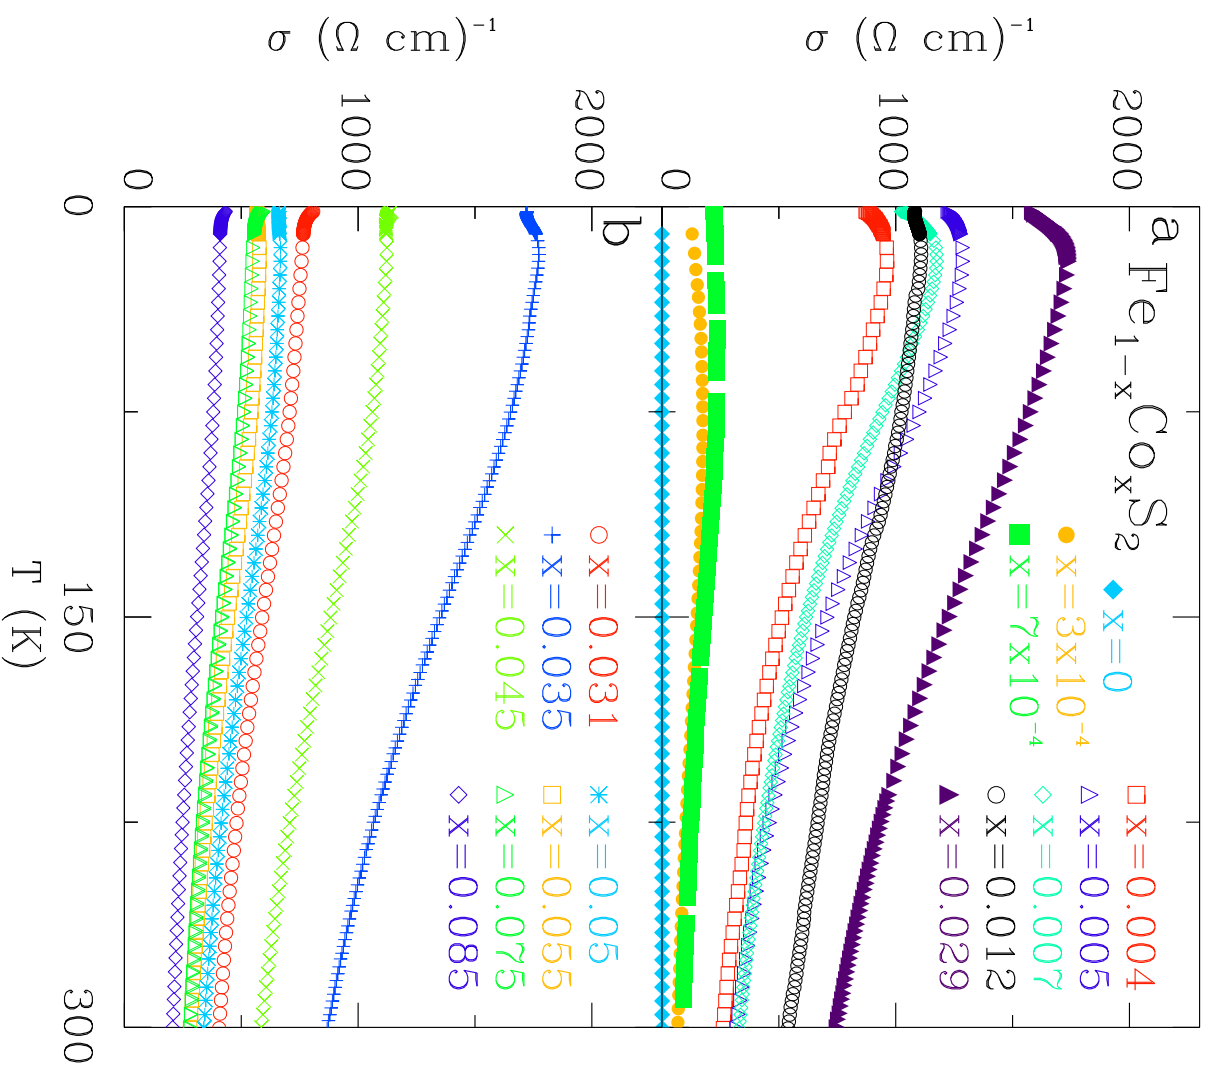 a Fe1−xCoxS2
x=0
x=3x10⁻⁴
x=7x10⁻⁴
x=0.004
x=0.005
x=0.007
x=0.012
x=0.029
σ (Ω cm)⁻¹
2000
1000
0
b
x=0.031
x=0.035
x=0.045
x=0.05
x=0.055
x=0.075
x=0.085
σ (Ω cm)⁻¹
2000
1000
0
0
150
300
T (K)